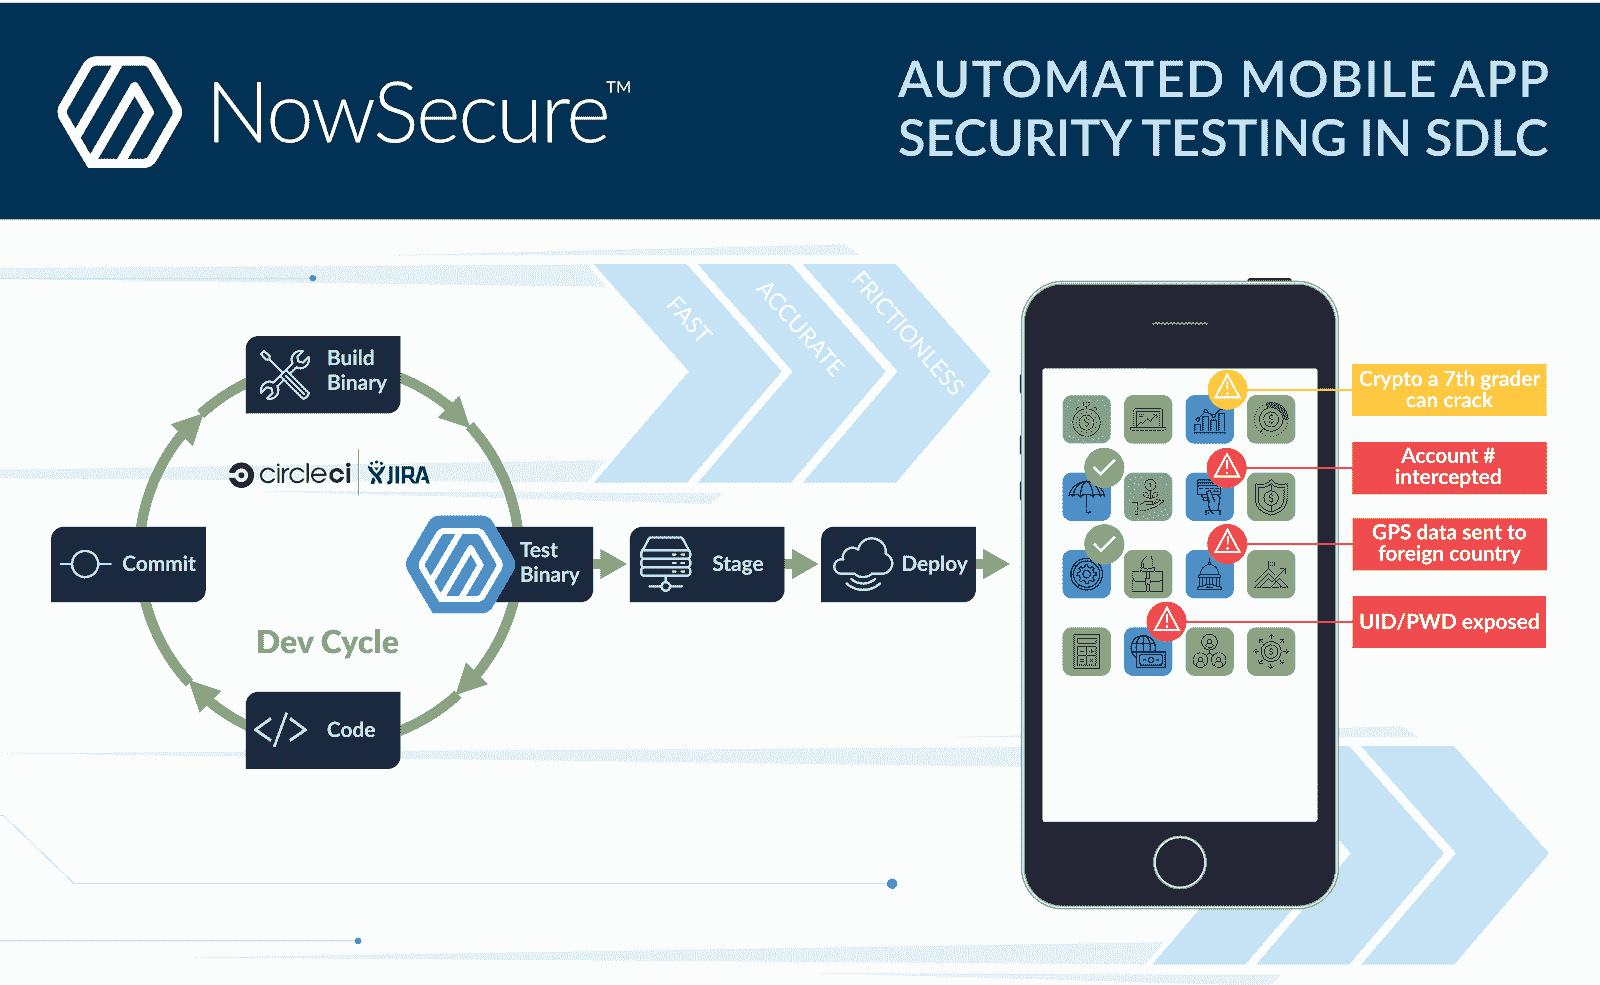 NowSecure™
AUTOMATED MOBILE APP
SECURITY TESTING IN SDLC
FAST
ACCURATE
FRICTIONLESS
Build
Binary
circleci
JIRA
Commit
Test
Binary
Stage
Deploy
Dev Cycle
</> Code
Crypto a 7th grader
can crack
Account #
intercepted
GPS data sent to
foreign country
UID/PWD exposed